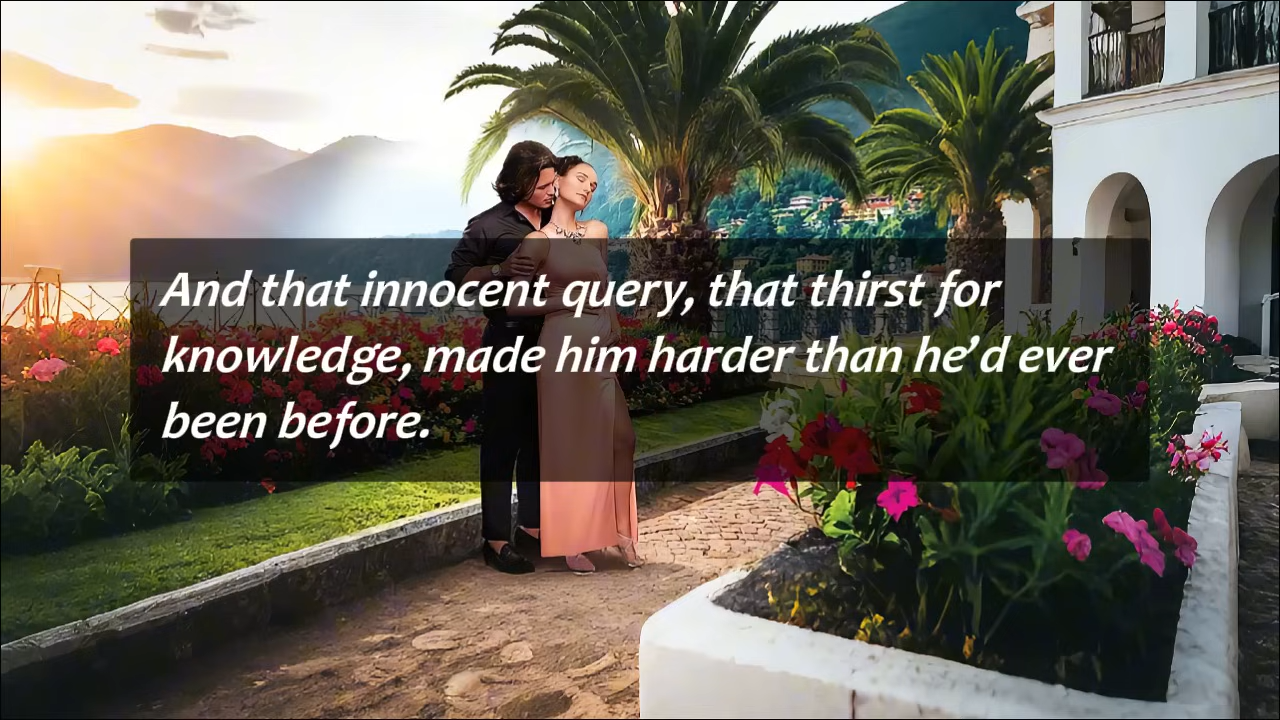 And that innocent query, that thirst for
knowledge, made him harder than he’d ever
been before.